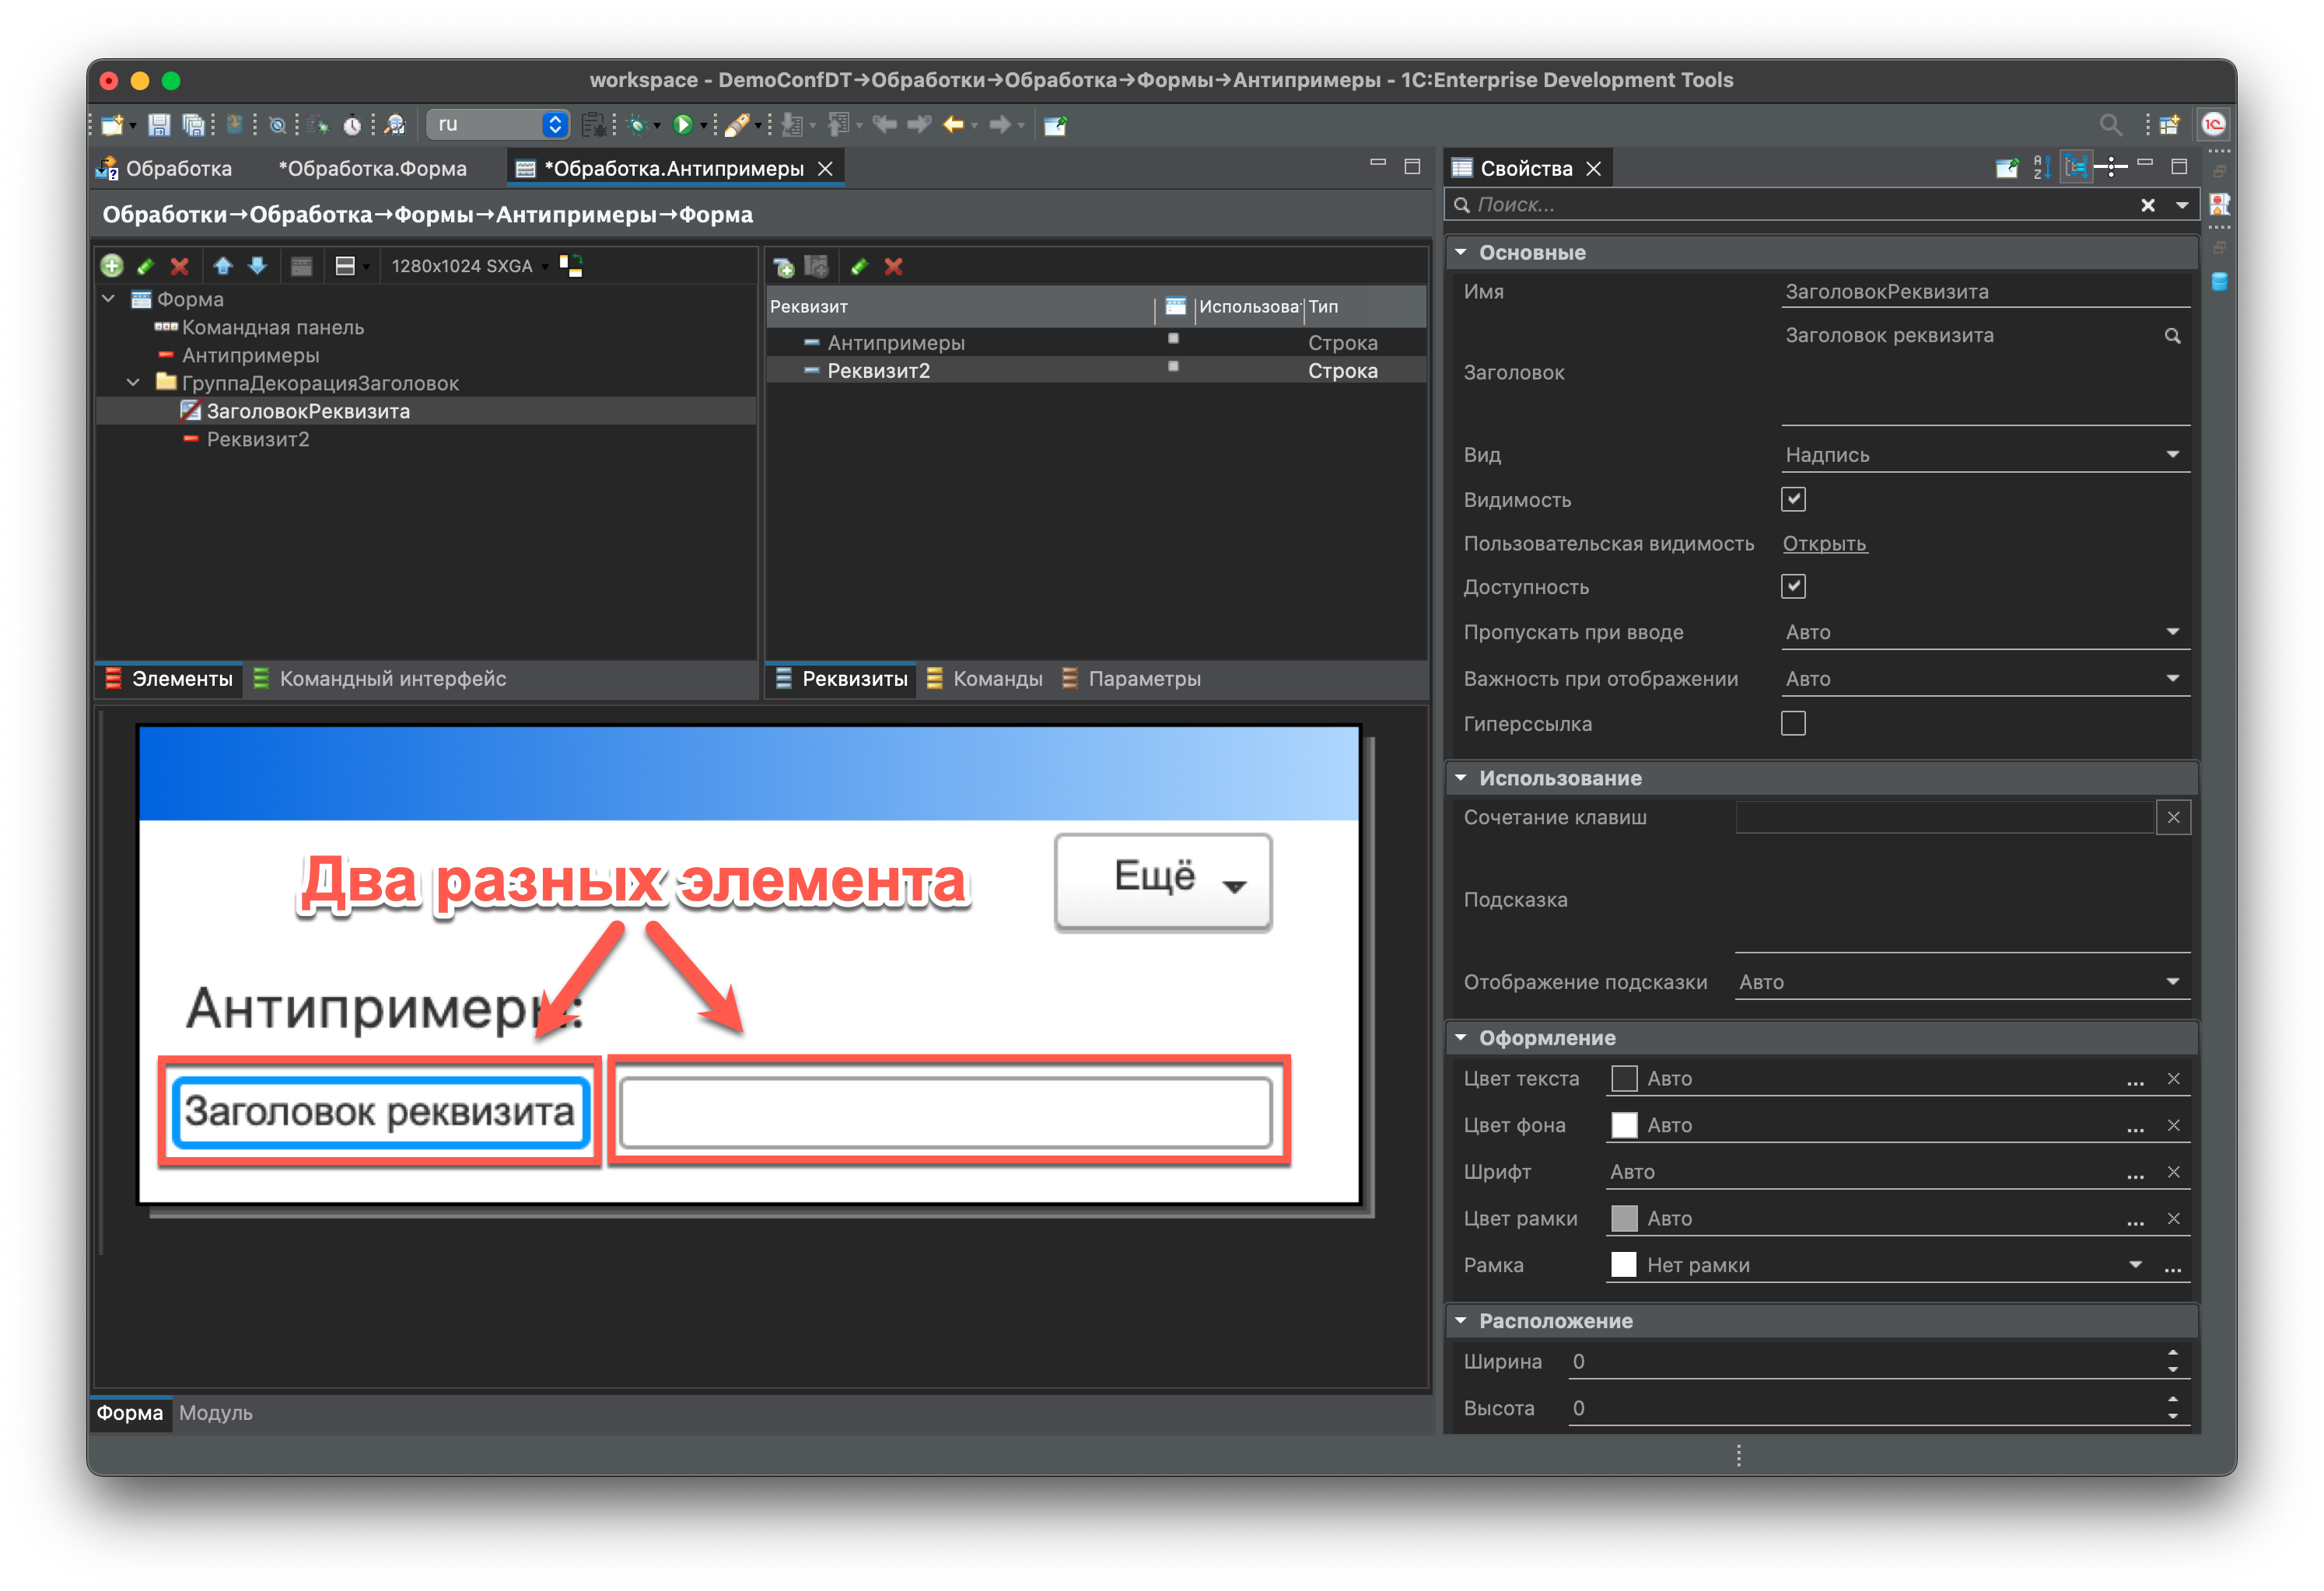 workspace - DemoConfDT→Обработки→Обработка→Формы→Антипримеры - 1C:Enterprise Development Tools
ru
Обработка
*Обработка.Форма
*Обработка.Антипримеры
Обработки→Обработка→Формы→Антипримеры→Форма
1280x1024 SXGA
Форма
Командная панель
Антипримеры
ГруппаДекорацияЗаголовок
ЗаголовокРеквизита
Реквизит2
Элементы
Командный интерфейс
Реквизит
Использова
Тип
Антипримеры
Строка
Реквизит2
Строка
Реквизиты
Команды
Параметры
Два разных элемента
Ещё
Антипримеры:
Заголовок реквизита
Форма
Модуль
Свойства
Поиск...
Основные
Имя
ЗаголовокРеквизита
Заголовок
Заголовок реквизита
Вид
Надпись
Видимость
Пользовательская видимость
Открыть
Доступность
Пропускать при вводе
Авто
Важность при отображении
Авто
Гиперссылка
Использование
Сочетание клавиш
Подсказка
Отображение подсказки
Авто
Оформление
Цвет текста
Авто
...
Цвет фона
Авто
...
Шрифт
Авто
...
Цвет рамки
Авто
...
Рамка
Нет рамки
...
Расположение
Ширина
0
Высота
0